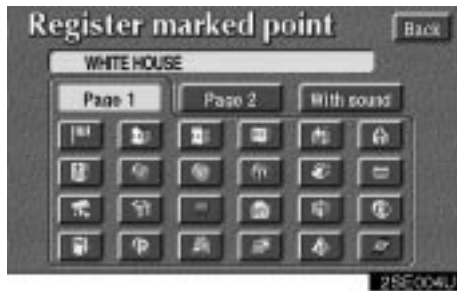 Register marked point Back
WHITE HOUSE
Page 1 Page 2 With sound
2SE004U